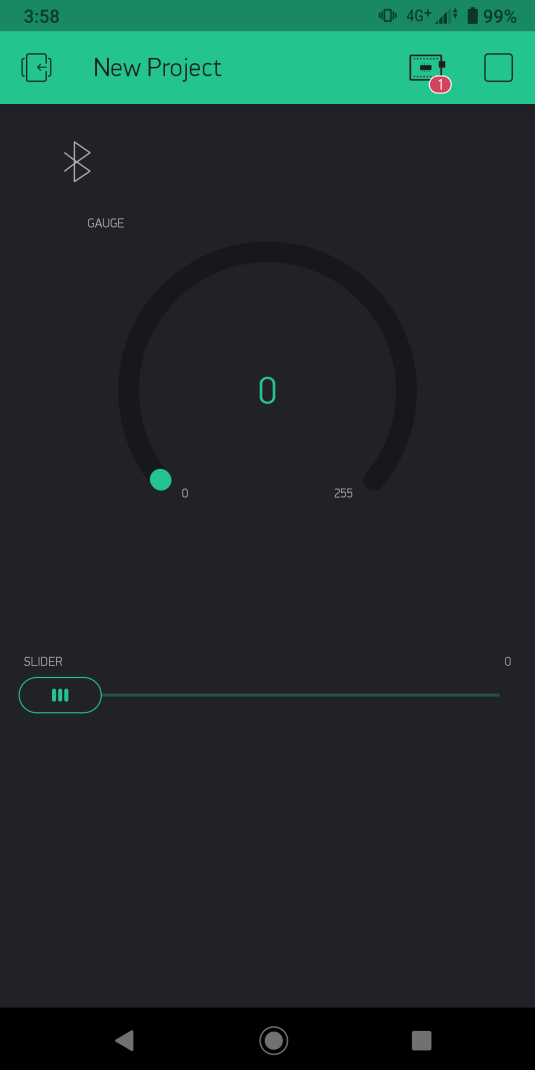 3:58 4G+ 99%
New Project 1
GAUGE
0
0 255
SLIDER 0